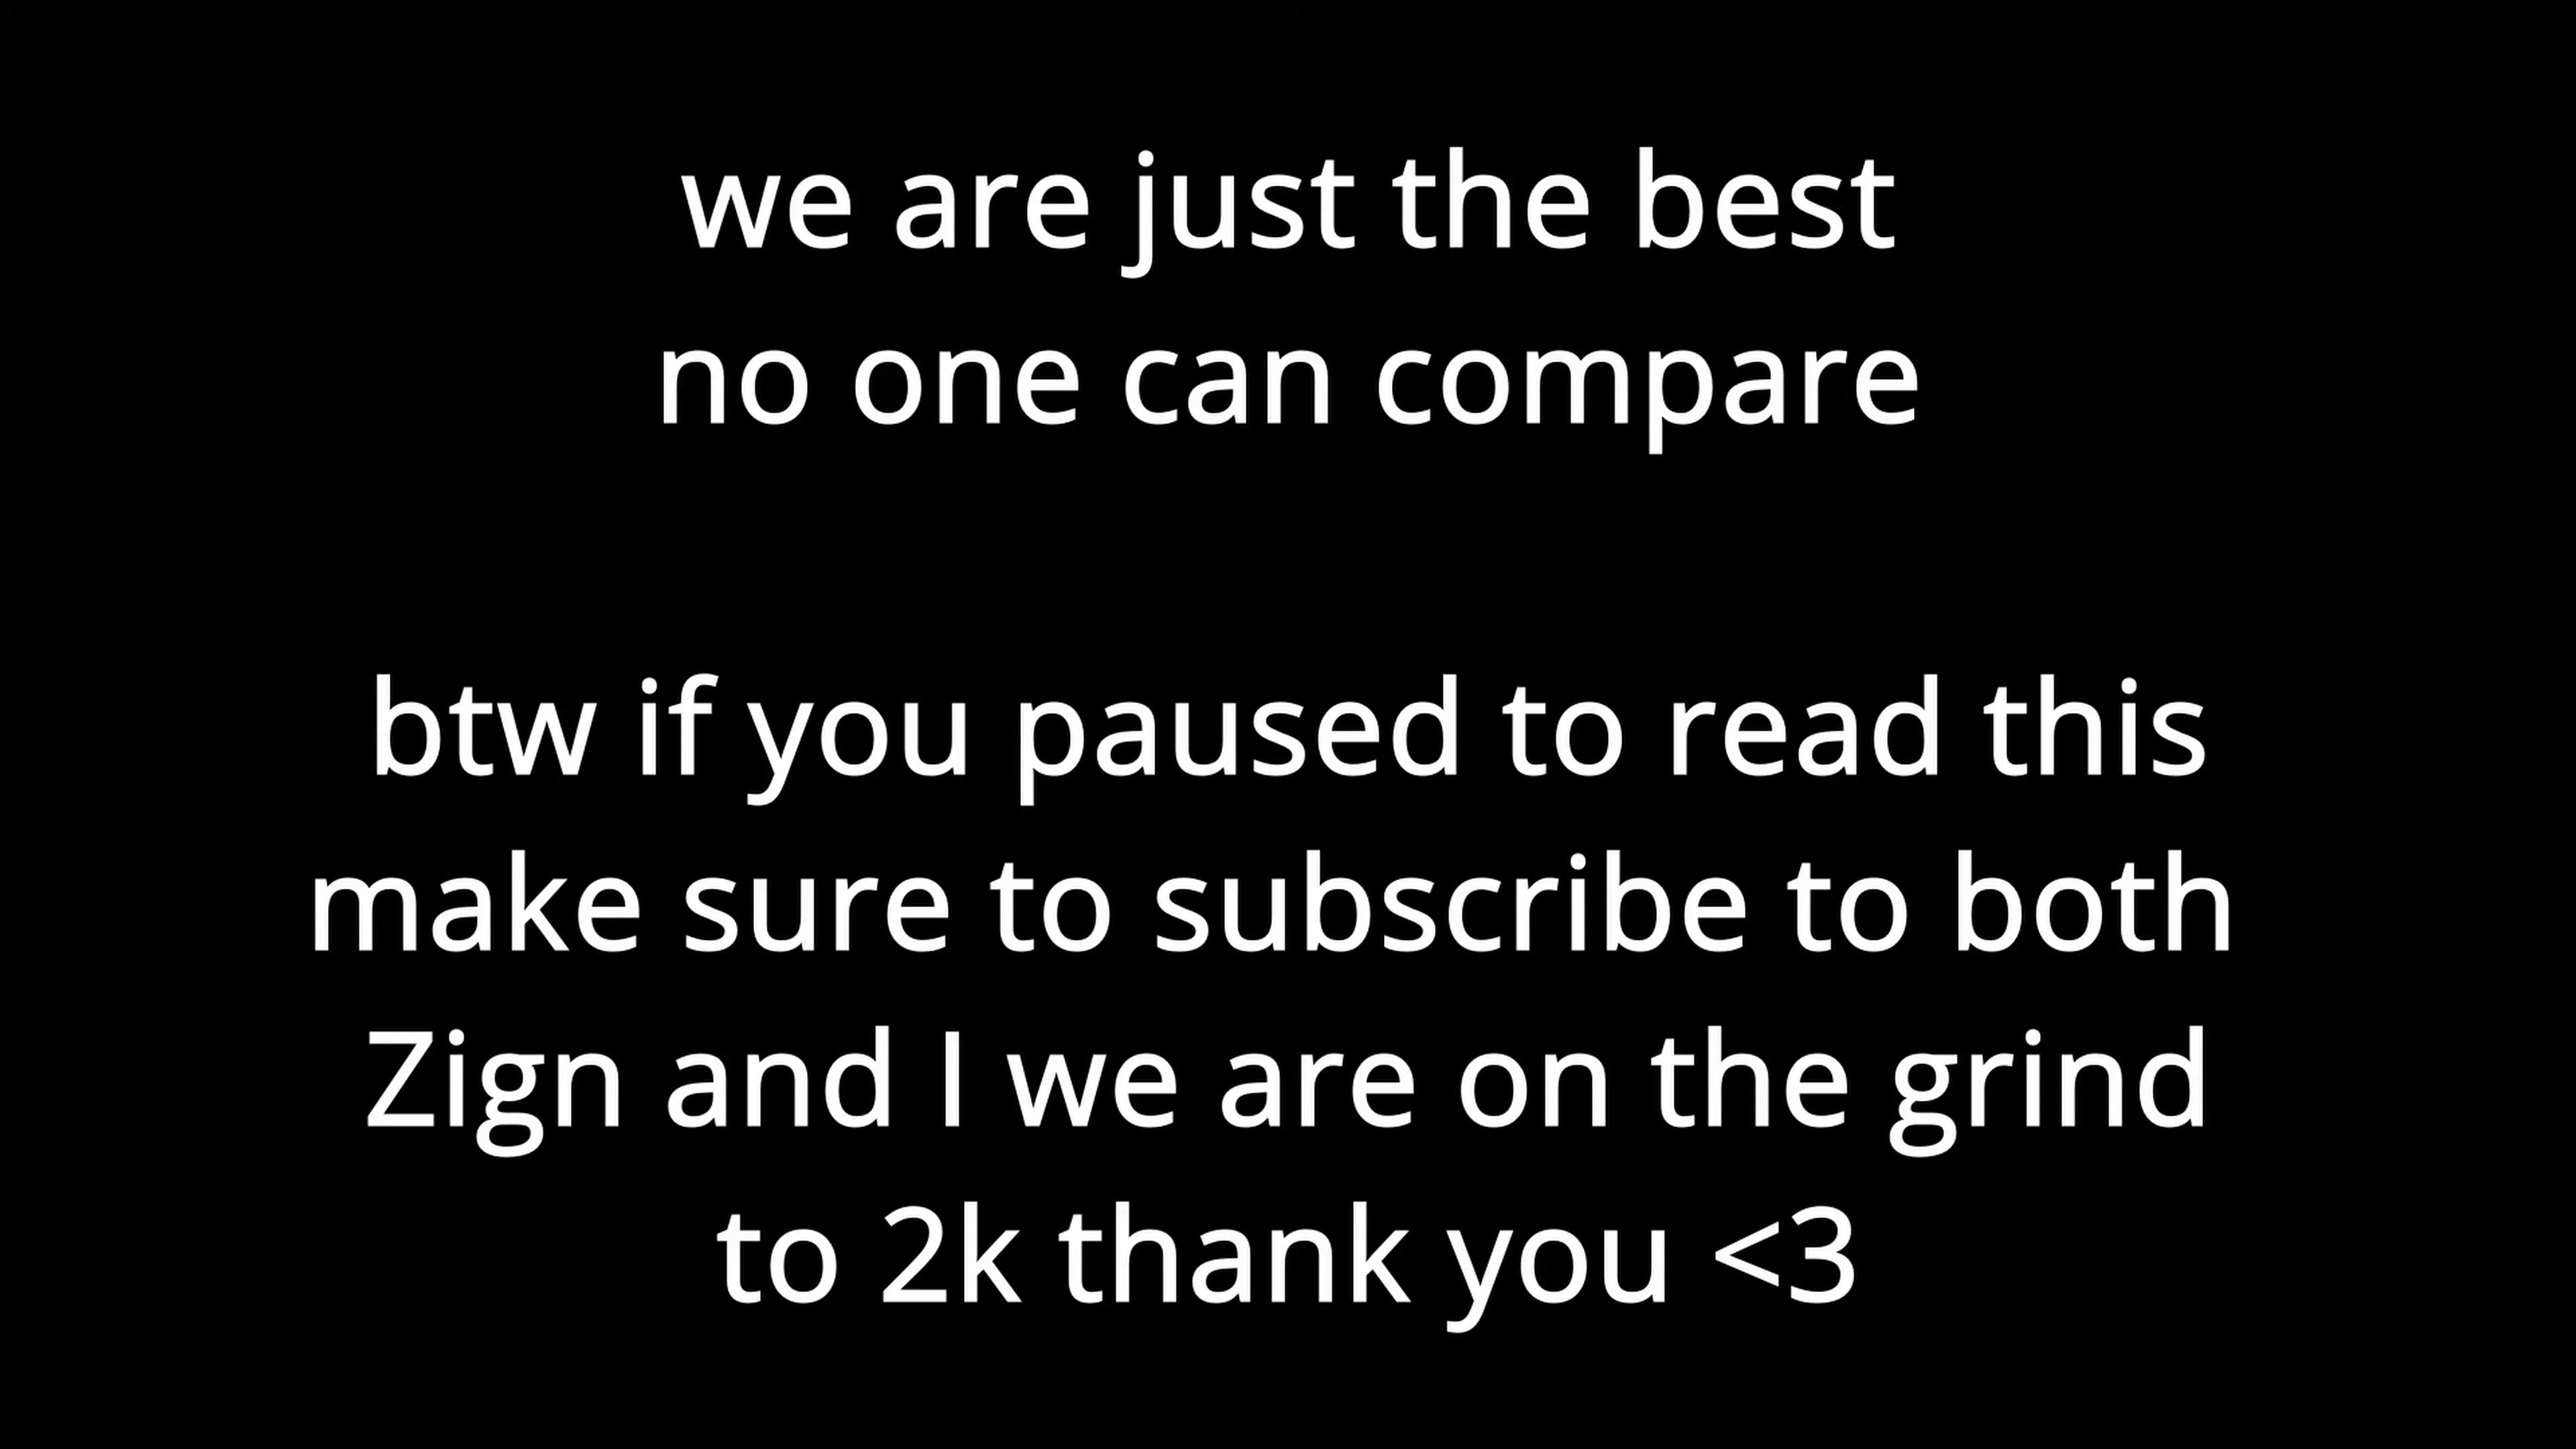 we are just the best
no one can compare
btw if you paused to read this
make sure to subscribe to both
Zign and I we are on the grind
to 2k thank you <3